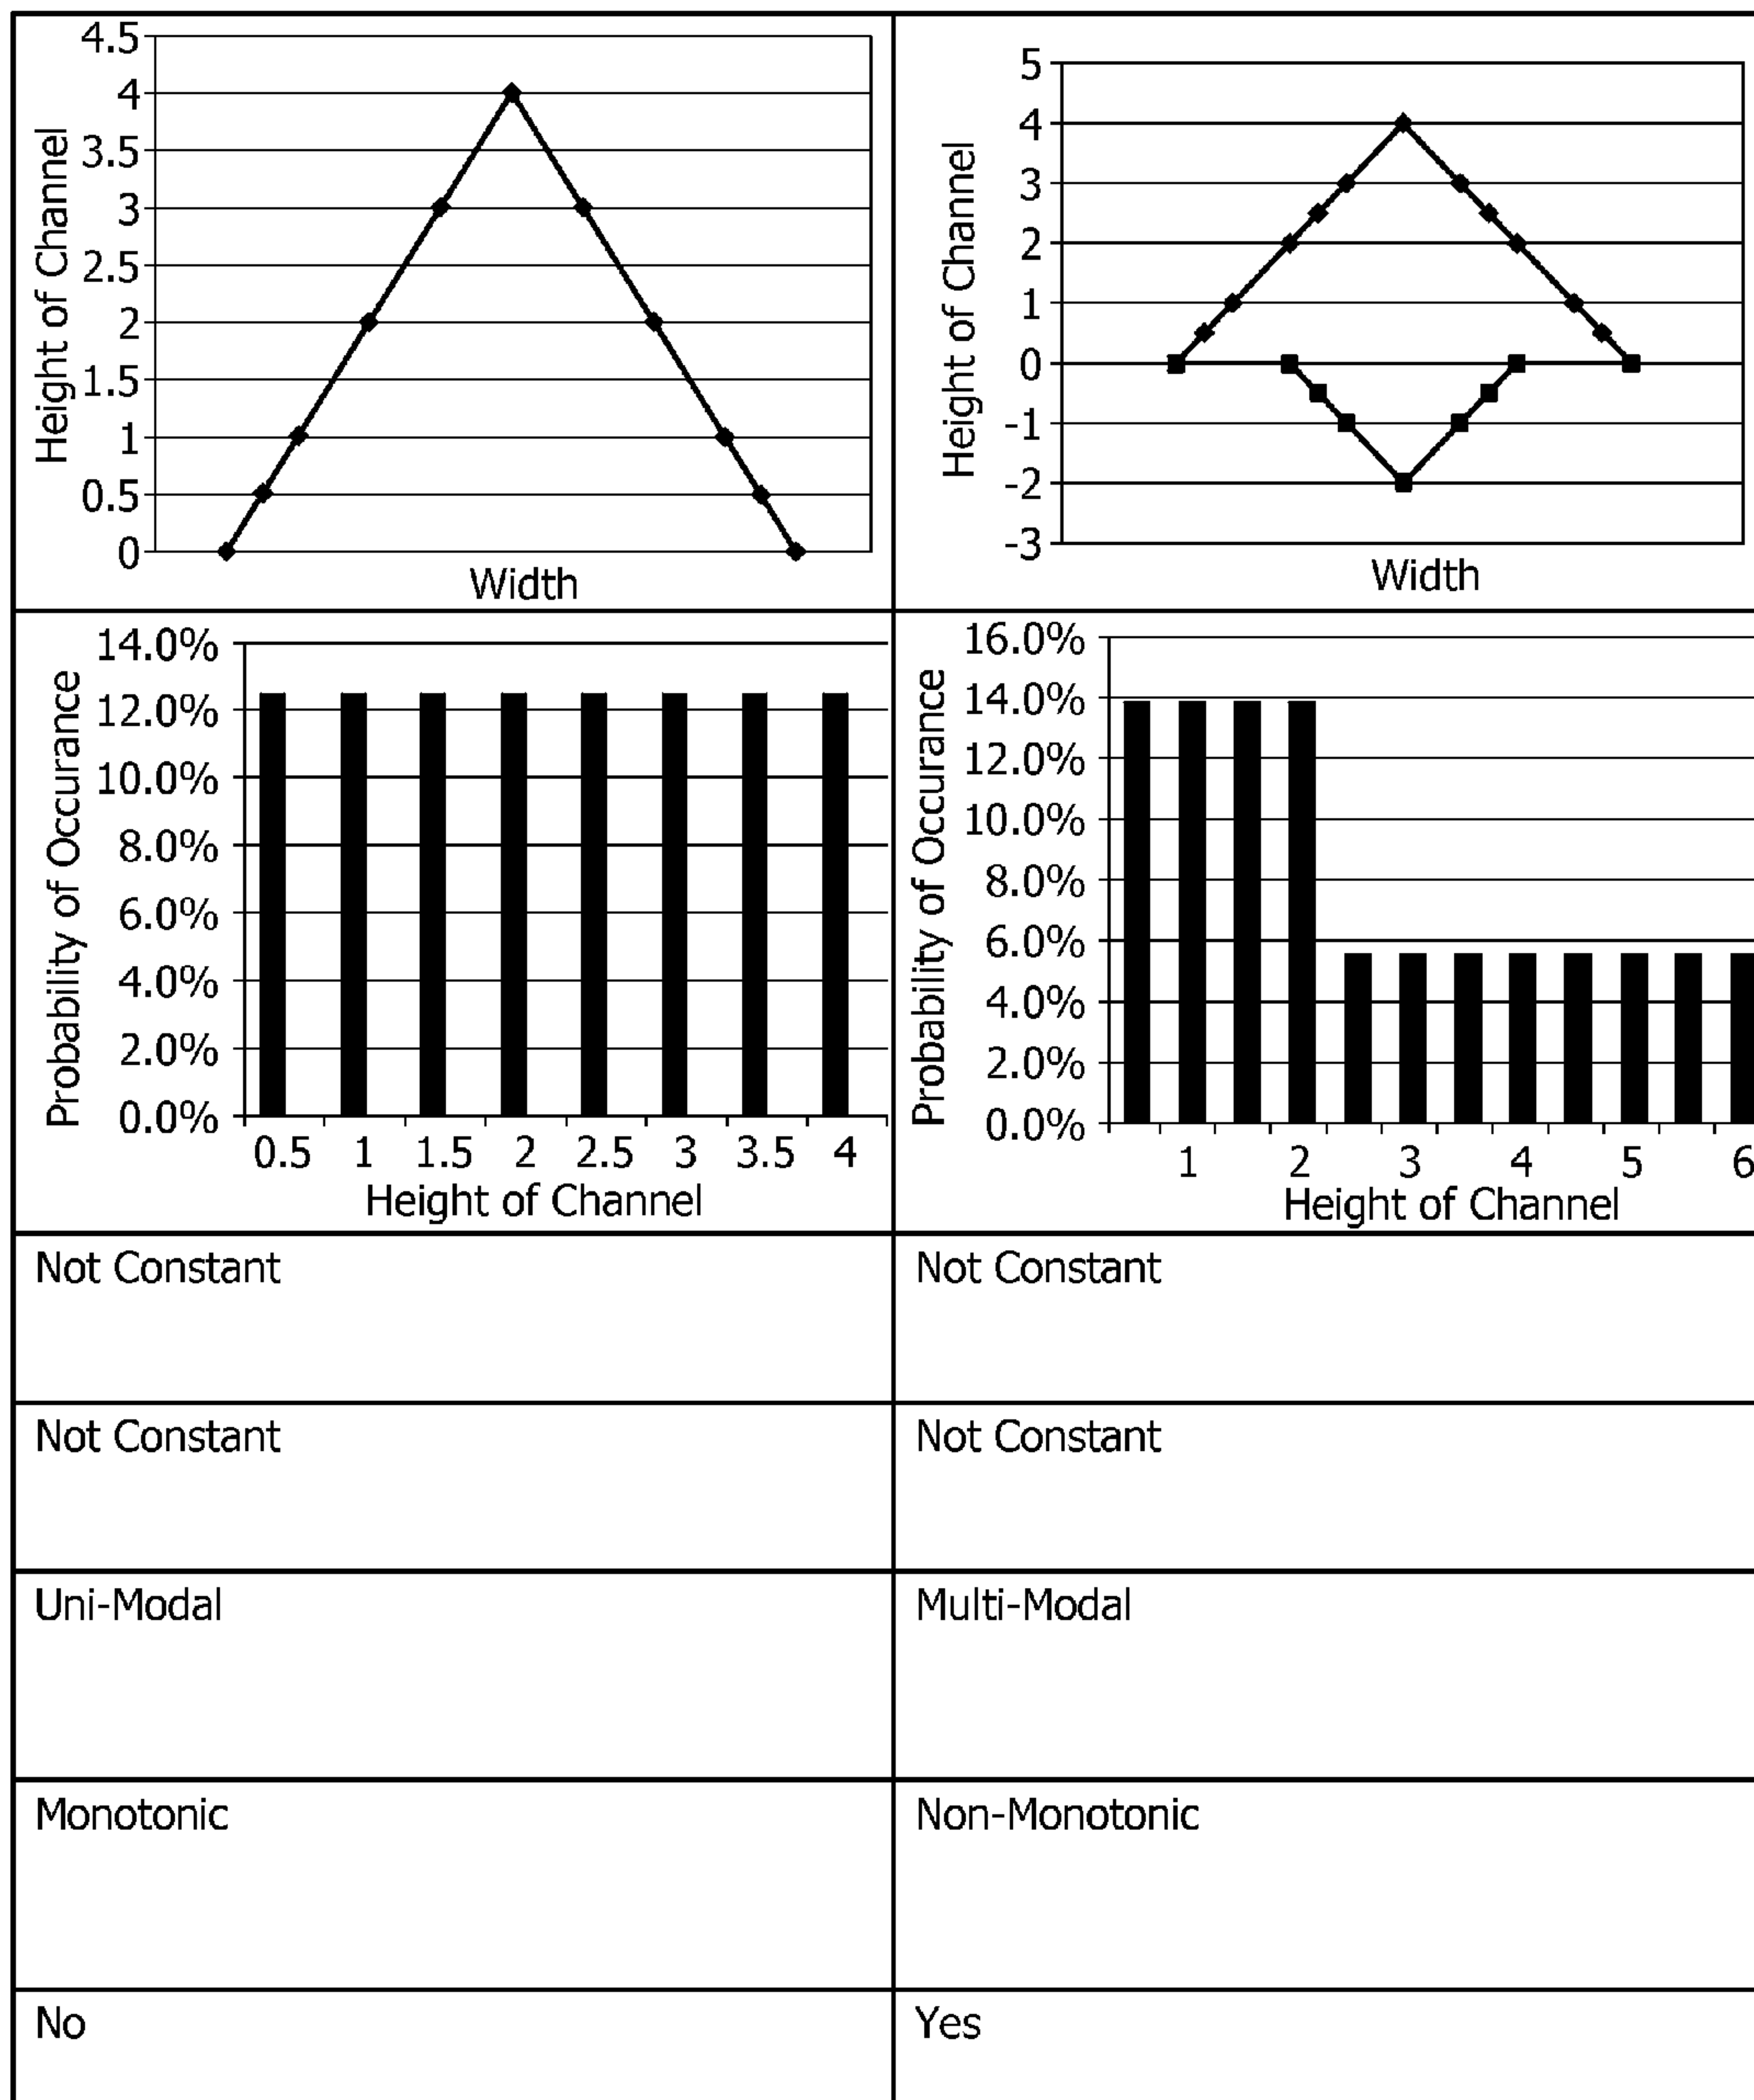 4.5
4
3.5
3
2.5
2
1.5
1
0.5
0
Height of Channel
Width
5
4
3
2
1
0
-1
-2
-3
Height of Channel
Width
14.0%
12.0%
10.0%
8.0%
6.0%
4.0%
2.0%
0.0%
Probability of Occurance
0.5 1 1.5 2 2.5 3 3.5 4
Height of Channel
16.0%
14.0%
12.0%
10.0%
8.0%
6.0%
4.0%
2.0%
0.0%
Probability of Occurance
1 2 3 4 5 6
Height of Channel
Not Constant
Not Constant
Not Constant
Not Constant
Uni-Modal
Multi-Modal
Monotonic
Non-Monotonic
No
Yes